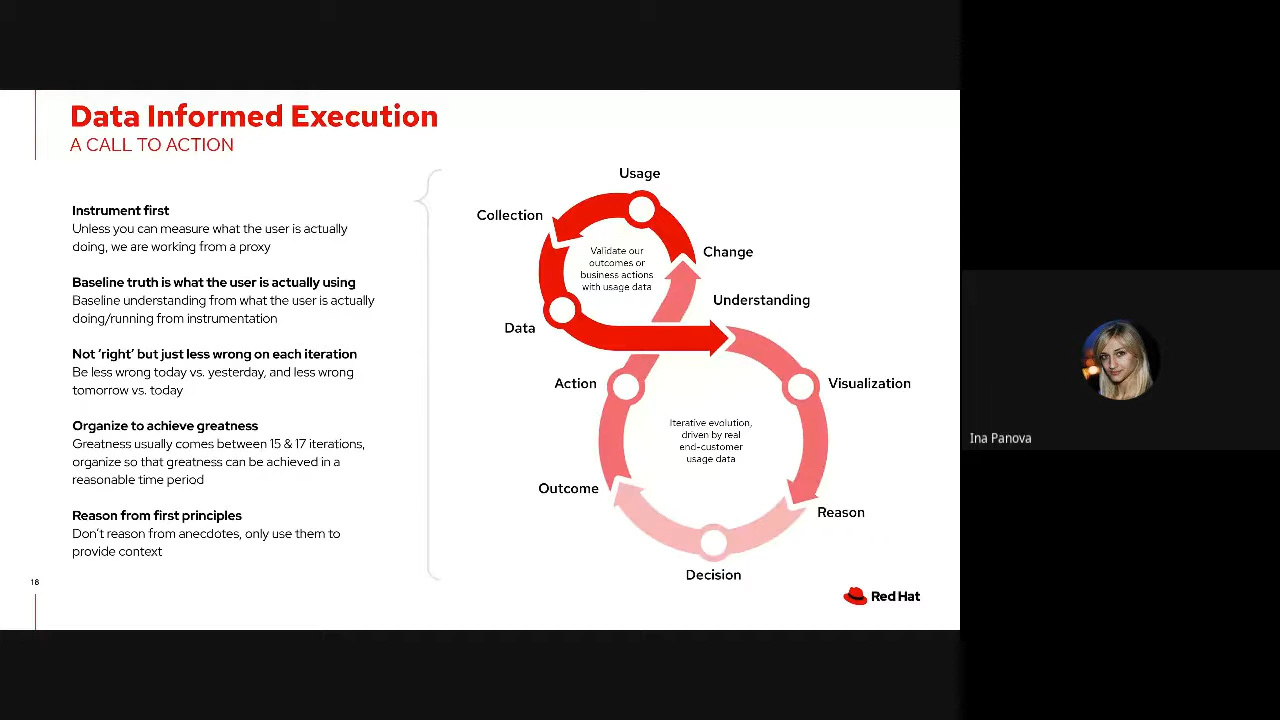 Data Informed Execution
A CALL TO ACTION
Instrument first
Unless you can measure what the user is actually
doing, we are working from a proxy
Baseline truth is what the user is actually using
Baseline understanding from what the user is actually
doing/running from instrumentation
Not ‘right’ but just less wrong on each iteration
Be less wrong today vs. yesterday, and less wrong
tomorrow vs. today
Organize to achieve greatness
Greatness usually comes between 15 & 17 iterations,
organize so that greatness can be achieved in a
reasonable time period
Reason from first principles
Don’t reason from anecdotes, only use them to
provide context
18
Usage
Collection
Change
Validate our
outcomes or
business actions
with usage data
Understanding
Data
Action
Visualization
Iterative evolution,
driven by real
end-customer
usage data
Outcome
Reason
Decision
Red Hat
Ina Panova